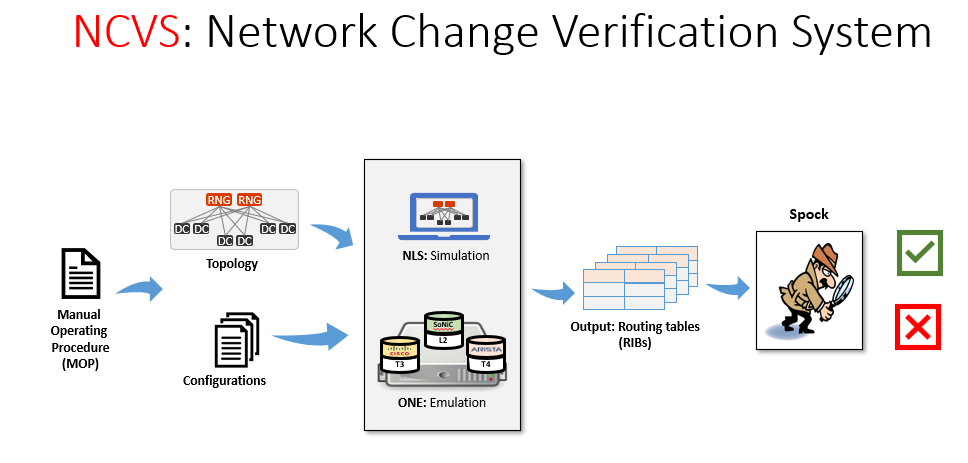 NCVS: Network Change Verification System
Manual
Operating
Procedure
(MOP)
RNG RNG
DC DC DC DC
DC DC
Topology
Configurations
NLS: Simulation
SONiC
L2
CISCO
T3
ARISTA
T4
ONE: Emulation
Output: Routing tables
(RIBs)
Spock